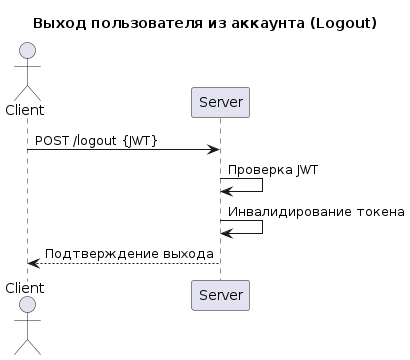 Выход пользователя из аккаунта (Logout)
Client
Server
POST /logout {JWT}
Проверка JWT
Инвалидирование токена
Подтверждение выхода
Client
Server